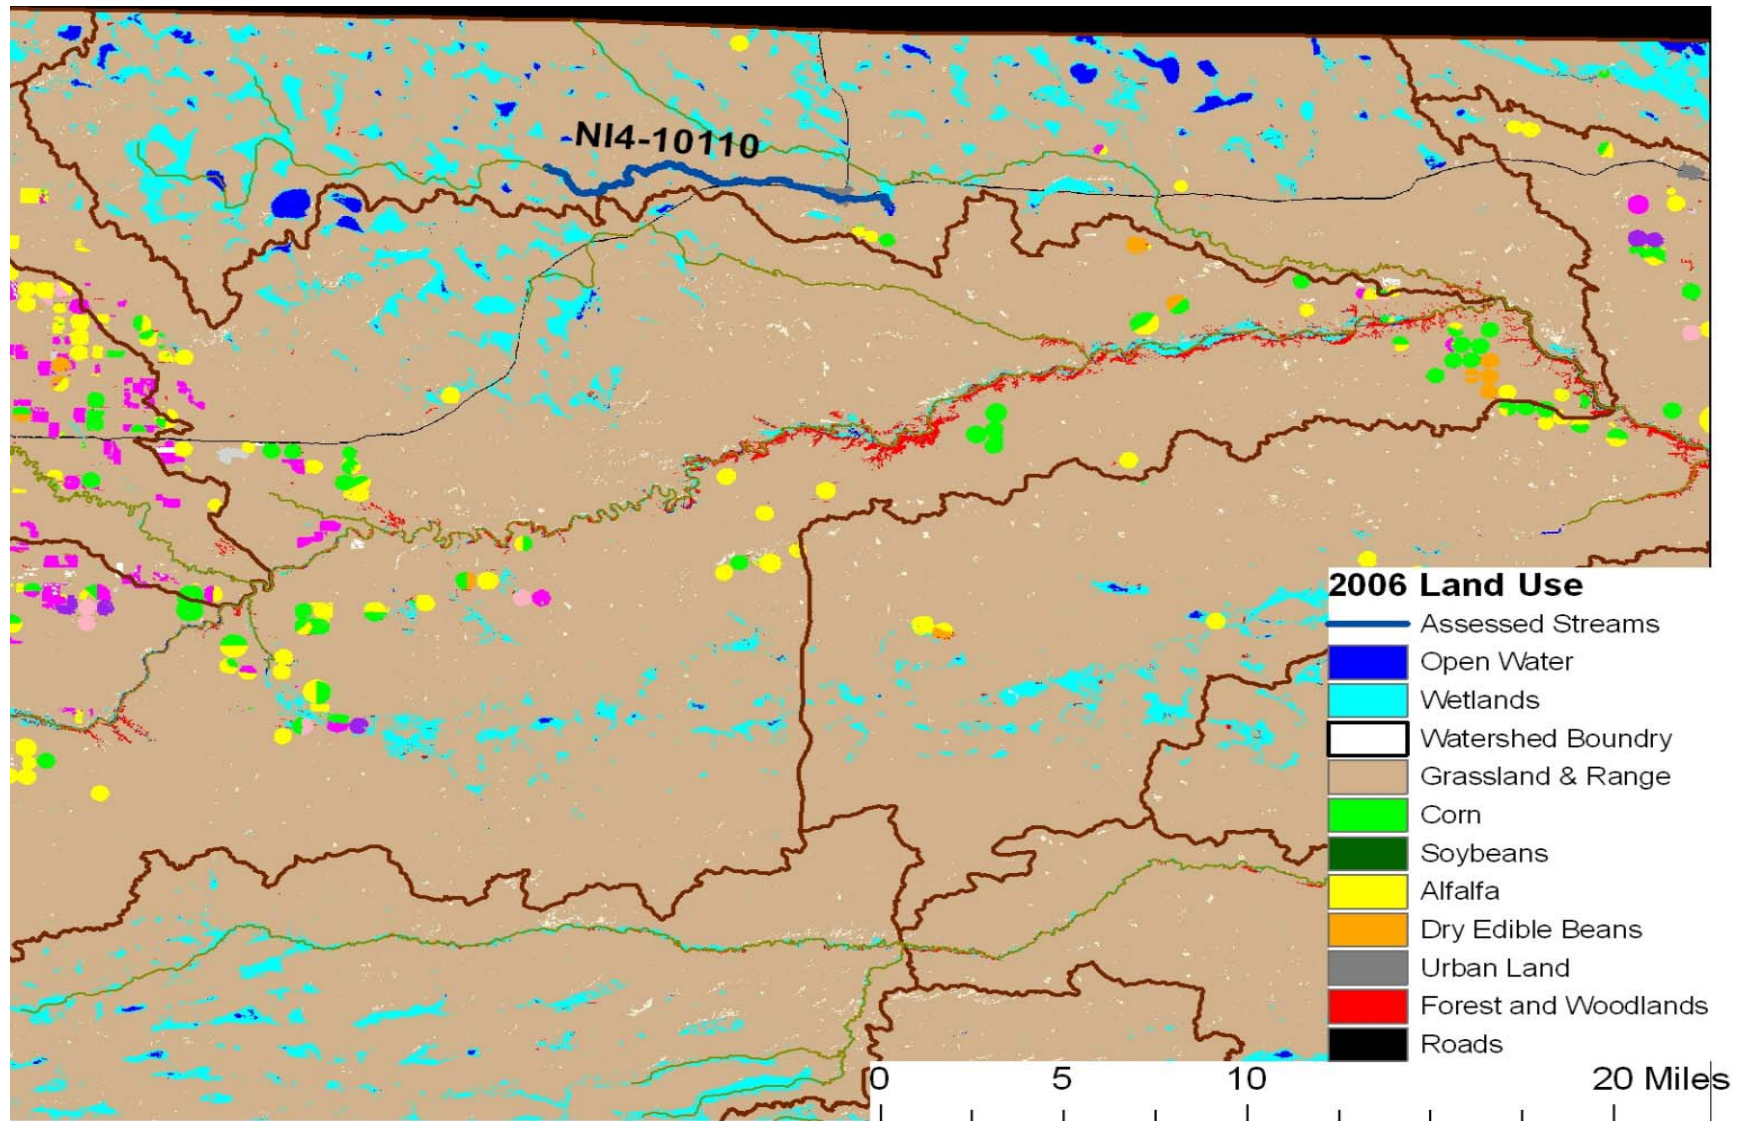 NI4-10110
2006 Land Use
Assessed Streams
Open Water
Wetlands
Watershed Boundry
Grassland & Range
Corn
Soybeans
Alfalfa
Dry Edible Beans
Urban Land
Forest and Woodlands
Roads
0 5 10 20 Miles